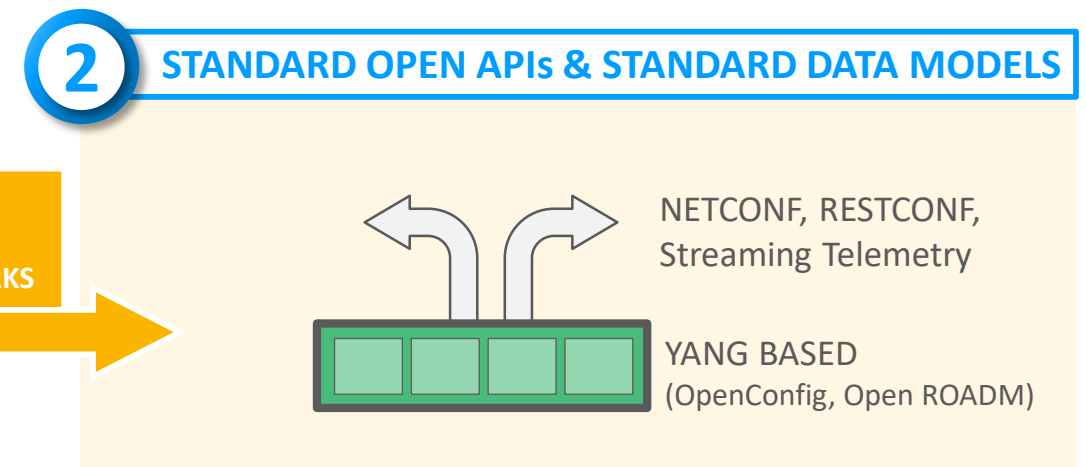 2
STANDARD OPEN APIs & STANDARD DATA MODELS
NETCONF, RESTCONF,
Streaming Telemetry
YANG BASED
(OpenConfig, Open ROADM)